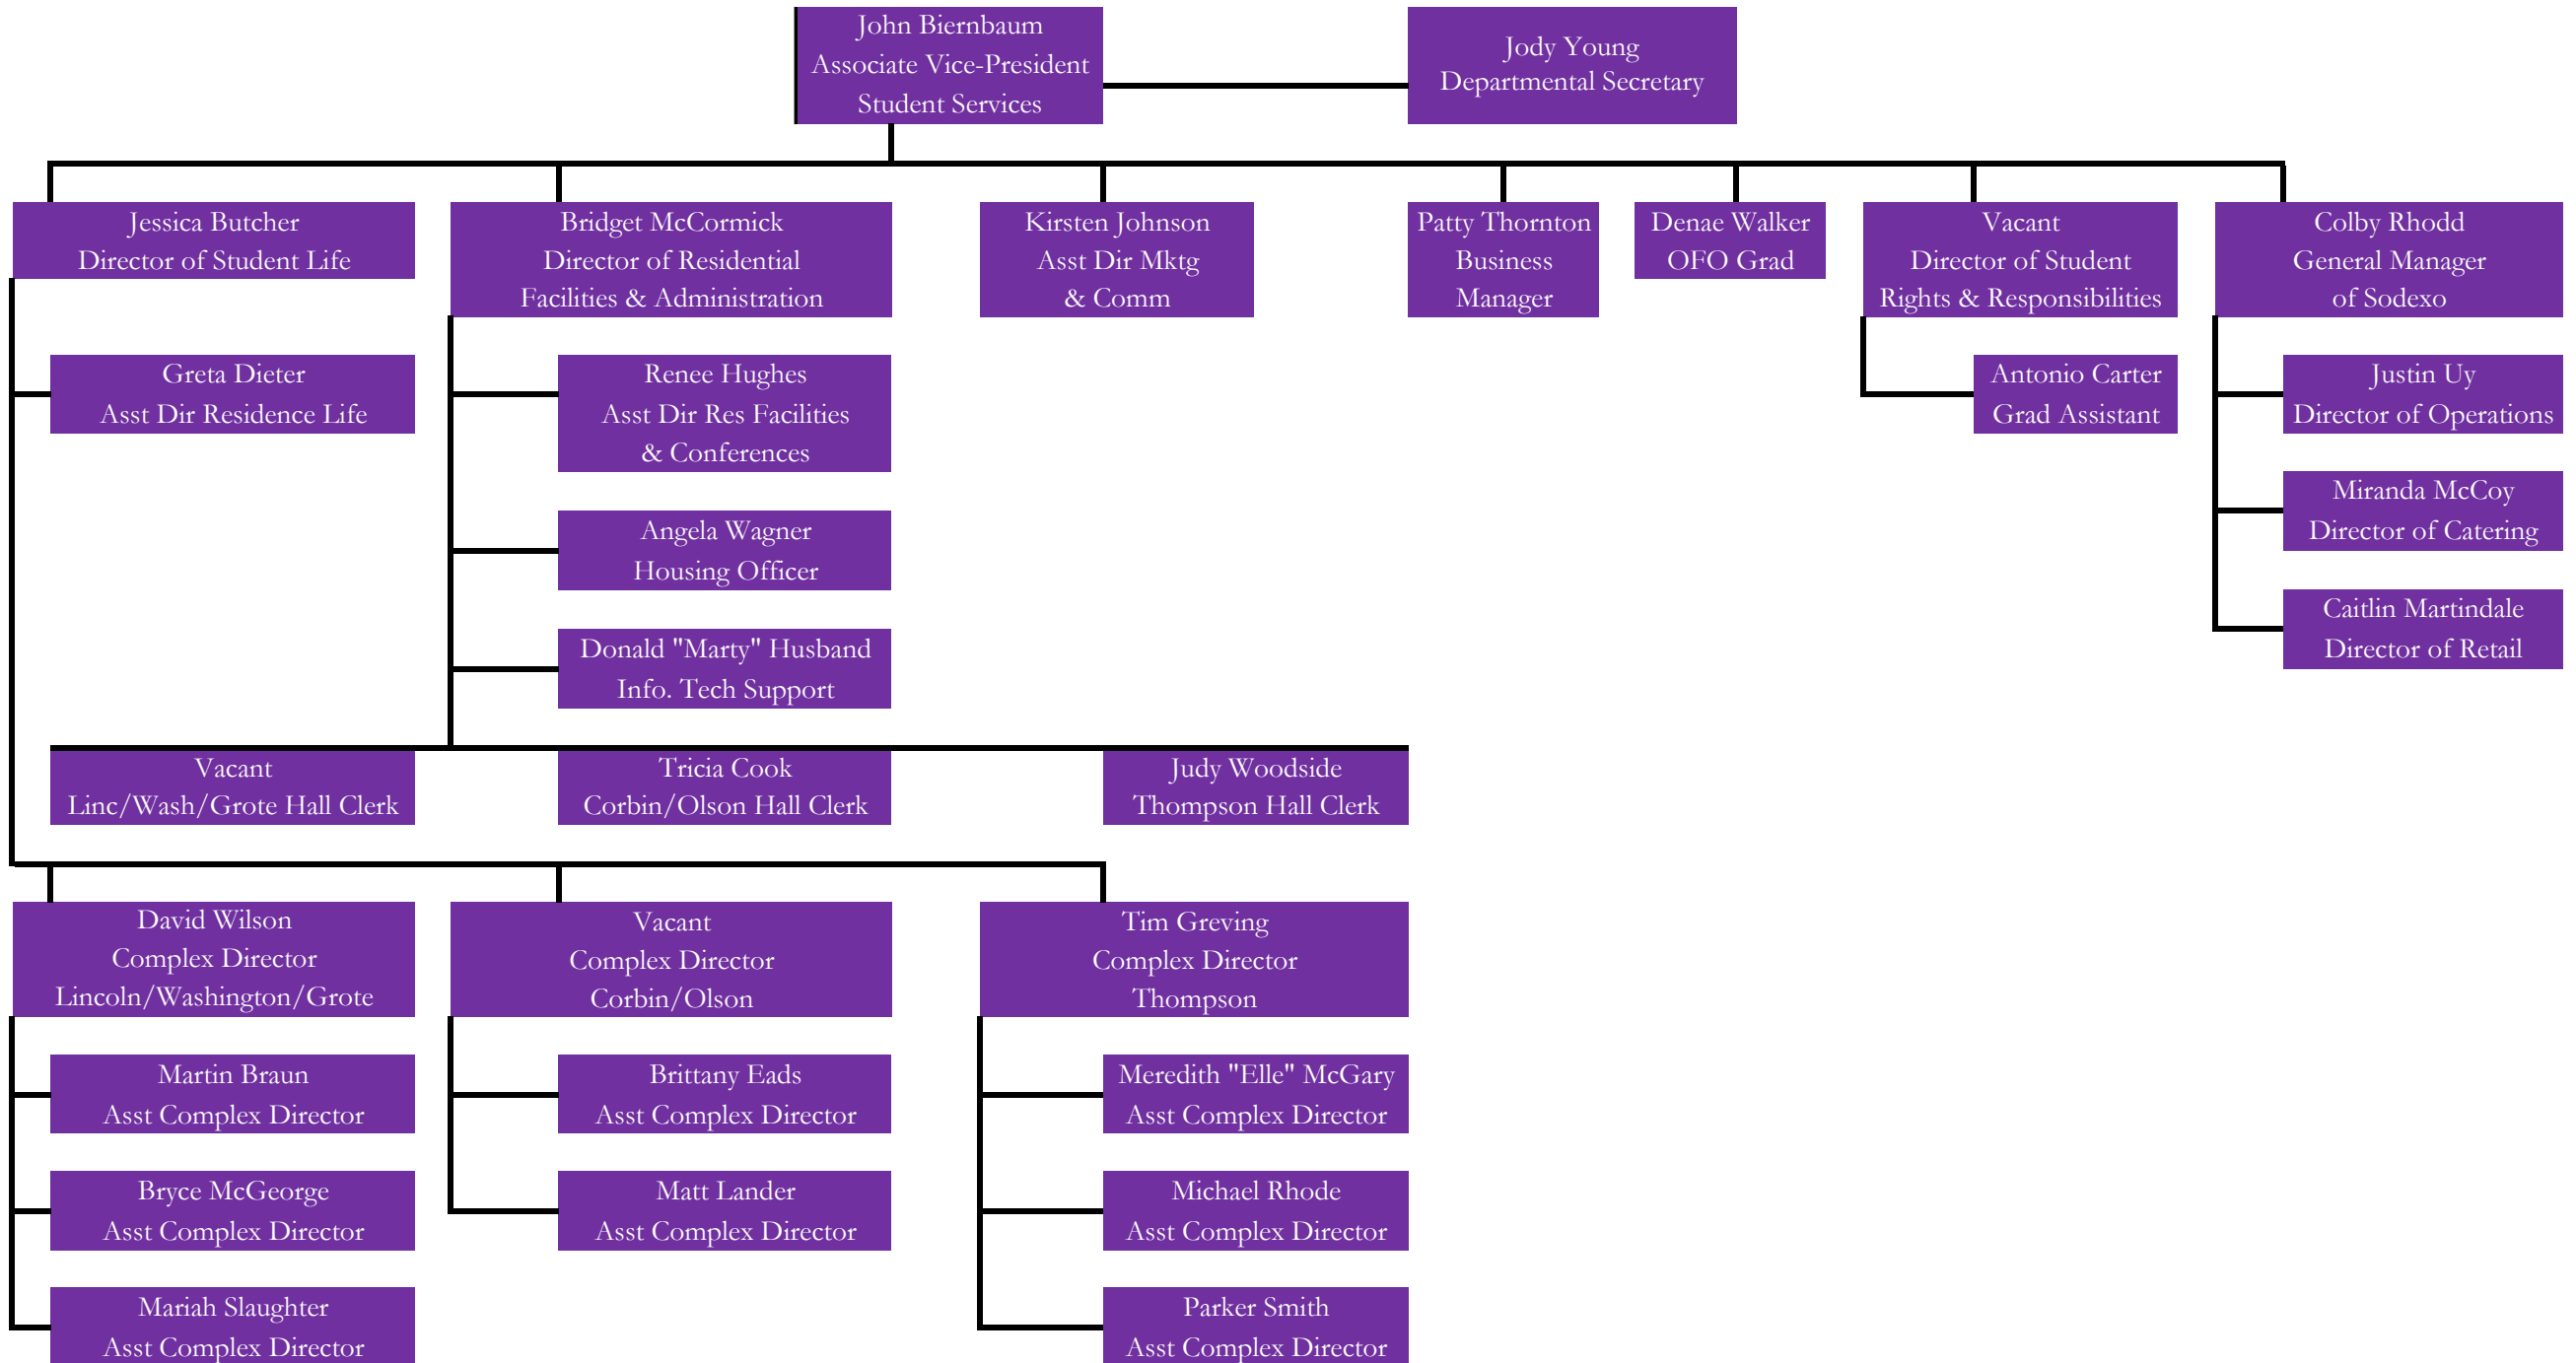 John Biernbaum
Associate Vice-President
Student Services
Jody Young
Departmental Secretary
Jessica Butcher
Director of Student Life
Bridget McCormick
Director of Residential
Facilities & Administration
Kirsten Johnson
Asst Dir Mktg
& Comm
Patty Thornton
Business
Manager
Denae Walker
OFO Grad
Vacant
Director of Student
Rights & Responsibilities
Colby Rhodd
General Manager
of Sodexo
Greta Dieter
Asst Dir Residence Life
Renee Hughes
Asst Dir Res Facilities
& Conferences
Antonio Carter
Grad Assistant
Justin Uy
Director of Operations
Miranda McCoy
Director of Catering
Angela Wagner
Housing Officer
Caitlin Martindale
Director of Retail
Donald "Marty" Husband
Info. Tech Support
Vacant
Linc/Wash/Grote Hall Clerk
Tricia Cook
Corbin/Olson Hall Clerk
Judy Woodside
Thompson Hall Clerk
David Wilson
Complex Director
Lincoln/Washington/Grote
Vacant
Complex Director
Corbin/Olson
Tim Greving
Complex Director
Thompson
Martin Braun
Asst Complex Director
Brittany Eads
Asst Complex Director
Meredith "Elle" McGary
Asst Complex Director
Bryce McGeorge
Asst Complex Director
Matt Lander
Asst Complex Director
Michael Rhode
Asst Complex Director
Mariah Slaughter
Asst Complex Director
Parker Smith
Asst Complex Director